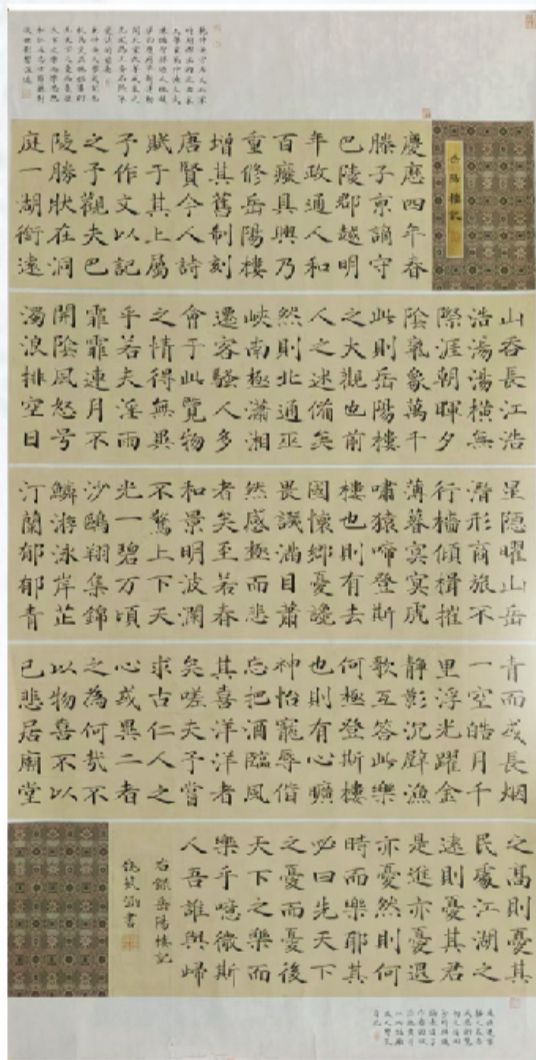 岳陽樓記
慶曆四年春
滕子京謫守
巴陵郡越明
年政通人和
百癈具興乃
重修岳陽樓
增其舊制刻
唐賢今人詩
賦于其上屬
予作文以記
之予觀夫巴
陵勝狀在洞
庭一湖銜遠
山吞長江浩
浩湯湯橫無
際涯朝暉夕
陰氣象萬千
此則岳陽樓
之大觀也前
人之述備矣
然則北通巫
峽南極瀟湘
遷客騷人多
會于此覽物
之情得無異
乎若夫淫雨
霏霏連月不
開陰風怒号
濁浪排空日
星隱曜山岳
潛形商旅不
行檣傾楫摧
薄暮冥冥虎
嘯猿啼登斯
樓也則有去
國懷鄉憂讒
畏譏滿目蕭
然感極而悲
者矣至若春
和景明波瀾
不驚上下天
光一碧万頃
沙鷗翔集錦
鱗游泳岸芷
汀蘭郁郁青
青而或長烟
一空皓月千
里浮光躍金
靜影沉璧漁
歌互答此樂
何極登斯樓
也則有心曠
神怡寵辱偕
忘把酒臨風
其喜洋洋者
矣嗟夫予嘗
求古仁人之
心或異二者
之為何哉不
以物喜不以
己悲居廟堂
之高則憂其
民處江湖之
遠則憂其君
是進亦憂退
亦憂然則何
時而樂耶其
必曰先天下
之憂而憂後
天下之樂而
樂乎噫微斯
人吾誰與歸
右錄岳陽樓記
書